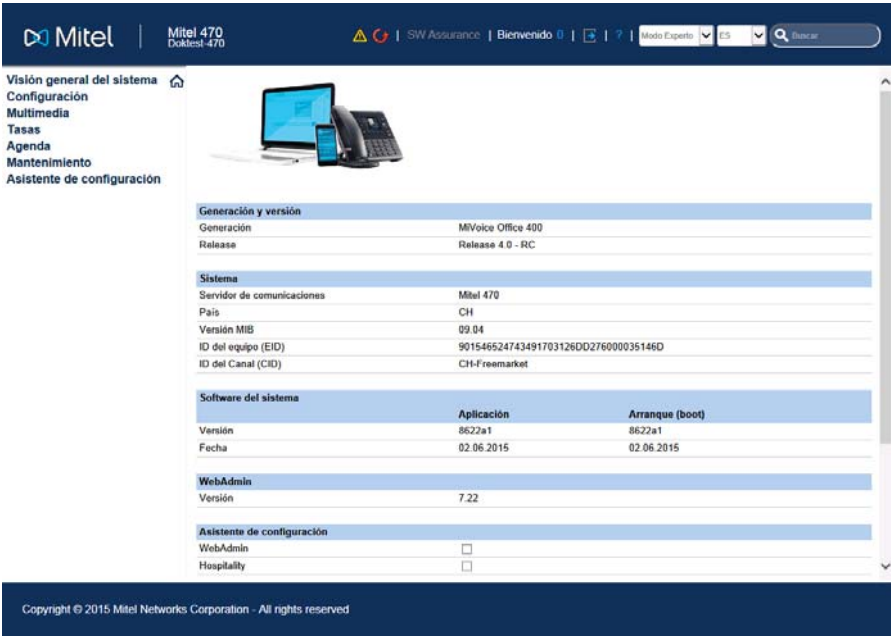 Mitel
Mitel 470
Doktest-470
SW Assurance | Bienvenido 0 | | ? | Modo Experto ES Buscar
Visión general del sistema
Configuración
Multimedia
Tasas
Agenda
Mantenimiento
Asistente de configuración
Generación y versión
Generación MiVoice Office 400
Release Release 4.0 - RC
Sistema
Servidor de comunicaciones Mitel 470
País CH
Versión MIB 09.04
ID del equipo (EID) 901546524743491703126DD276000035146D
ID del Canal (CID) CH-Freemarket
Software del sistema
Aplicación Arranque (boot)
Versión 8622a1 8622a1
Fecha 02.06.2015 02.06.2015
WebAdmin
Versión 7.22
Asistente de configuración
WebAdmin
Hospitality
Copyright © 2015 Mitel Networks Corporation - All rights reserved